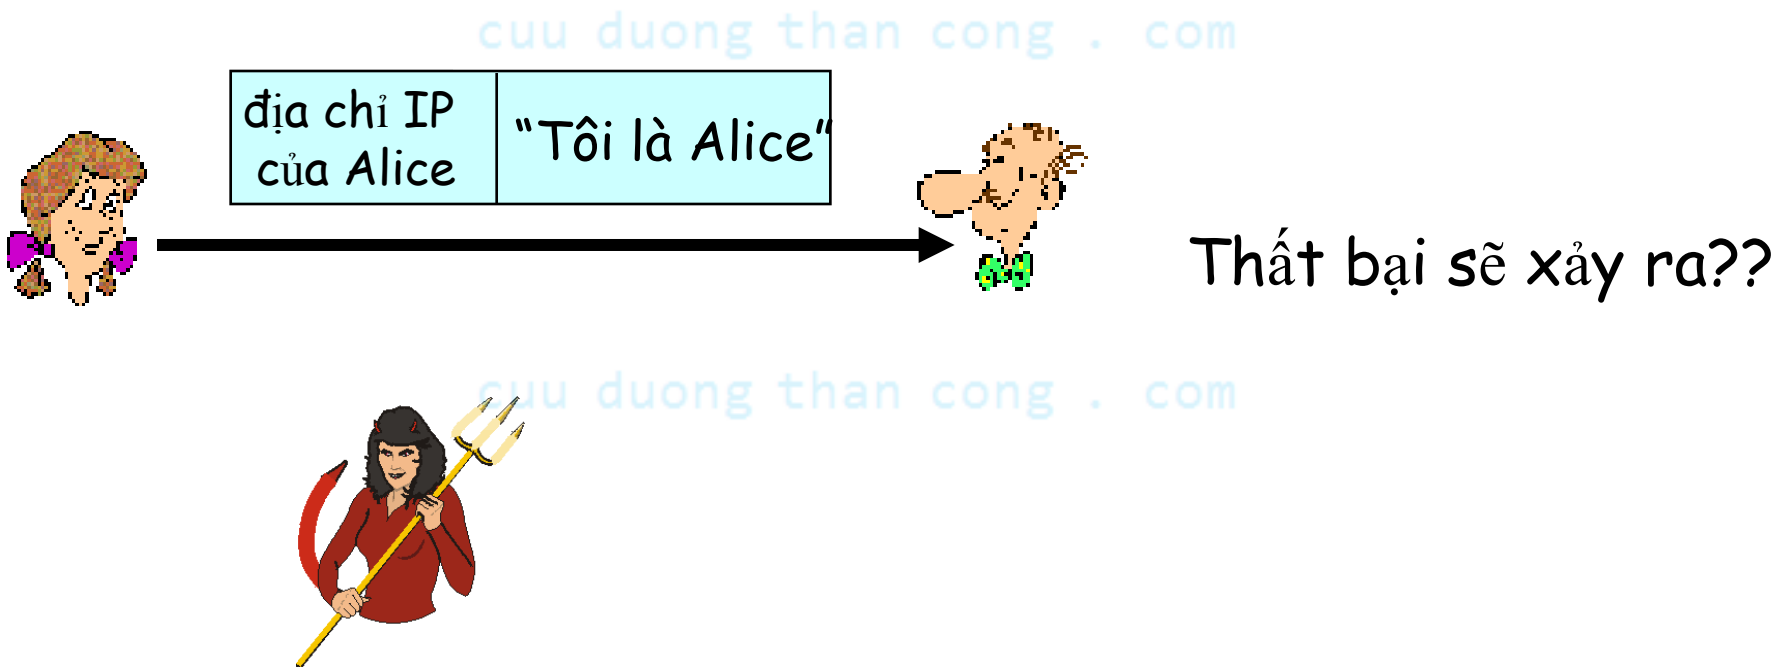 cuu duong than cong . com
địa chỉ IP
của Alice
“Tôi là Alice”
Thất bại sẽ xảy ra??
cuu duong than cong . com